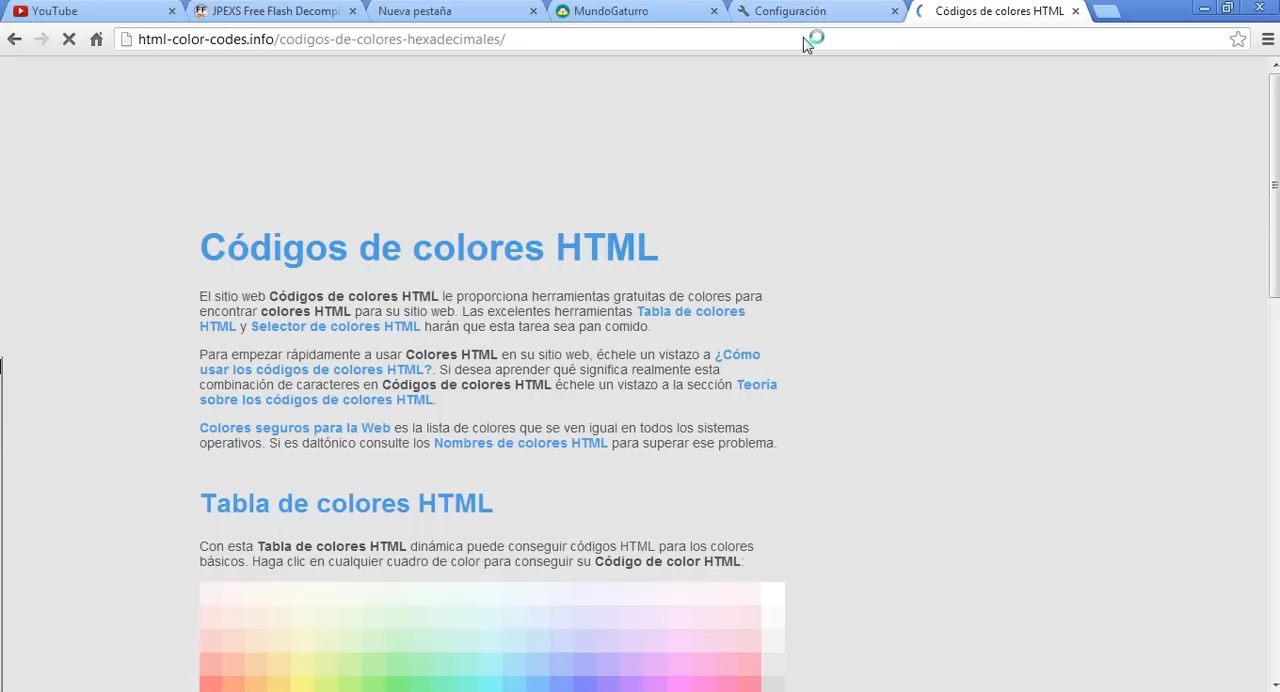 YouTube
JPEXS Free Flash Decompi
Nueva pestaña
MundoGaturro
Configuración
Códigos de colores HTML
html-color-codes.info/codigos-de-colores-hexadecimales/
Códigos de colores HTML
El sitio web Códigos de colores HTML le proporciona herramientas gratuitas de colores para
encontrar colores HTML para su sitio web. Las excelentes herramientas Tabla de colores
HTML y Selector de colores HTML harán que esta tarea sea pan comido.
Para empezar rápidamente a usar Colores HTML en su sitio web, échele un vistazo a ¿Cómo
usar los códigos de colores HTML?. Si desea aprender qué significa realmente esta
combinación de caracteres en Códigos de colores HTML échele un vistazo a la sección Teoría
sobre los códigos de colores HTML.
Colores seguros para la Web es la lista de colores que se ven igual en todos los sistemas
operativos. Si es daltónico consulte los Nombres de colores HTML para superar ese problema.
Tabla de colores HTML
Con esta Tabla de colores HTML dinámica puede conseguir códigos HTML para los colores
básicos. Haga clic en cualquier cuadro de color para conseguir su Código de color HTML: